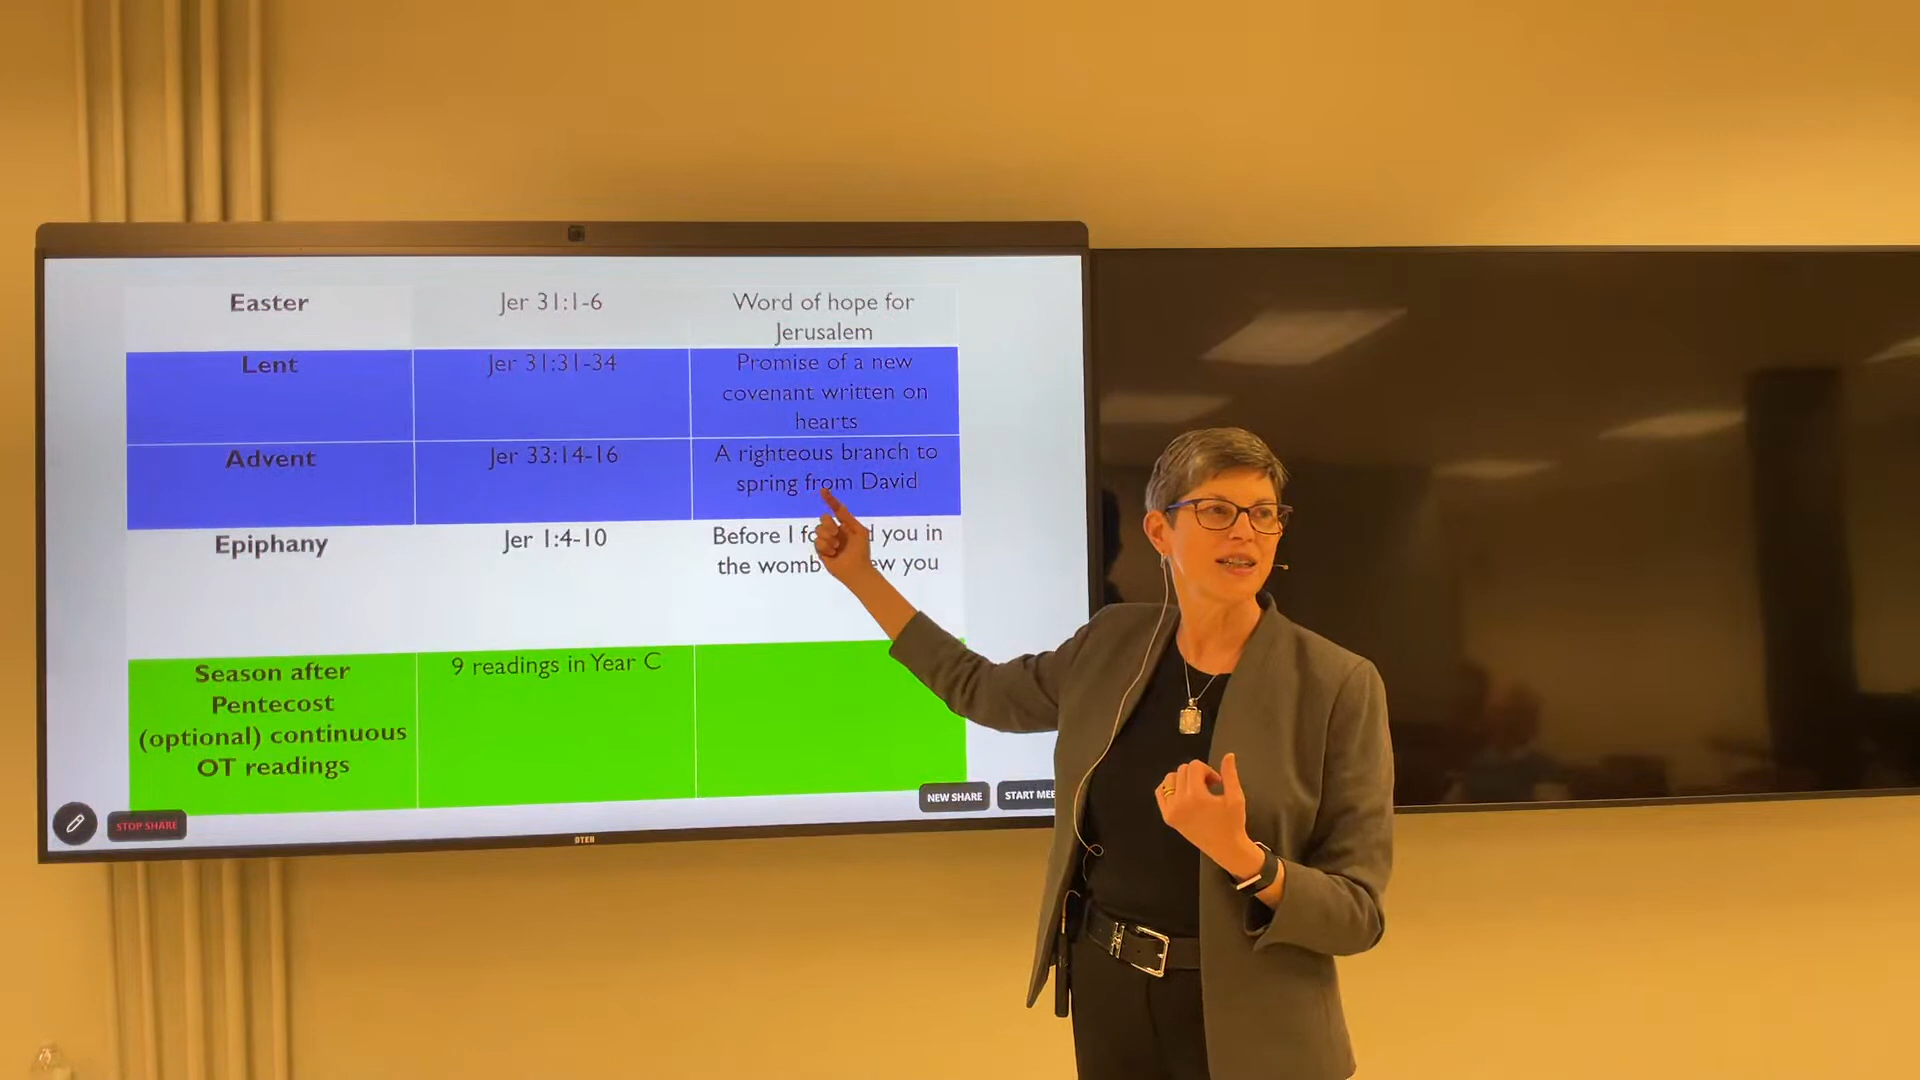 Easter
Jer 31:1-6
Word of hope for
Jerusalem
Lent
Jer 31:31-34
Promise of a new
covenant written on
hearts
Advent
Jer 33:14-16
A righteous branch to
spring from David
Epiphany
Jer 1:4-10
Before I you in
the womb you
Season after
Pentecost
(optional) continuous
OT readings
9 readings in Year C
NEW SHARE
START
STOP SHARE
DTEN